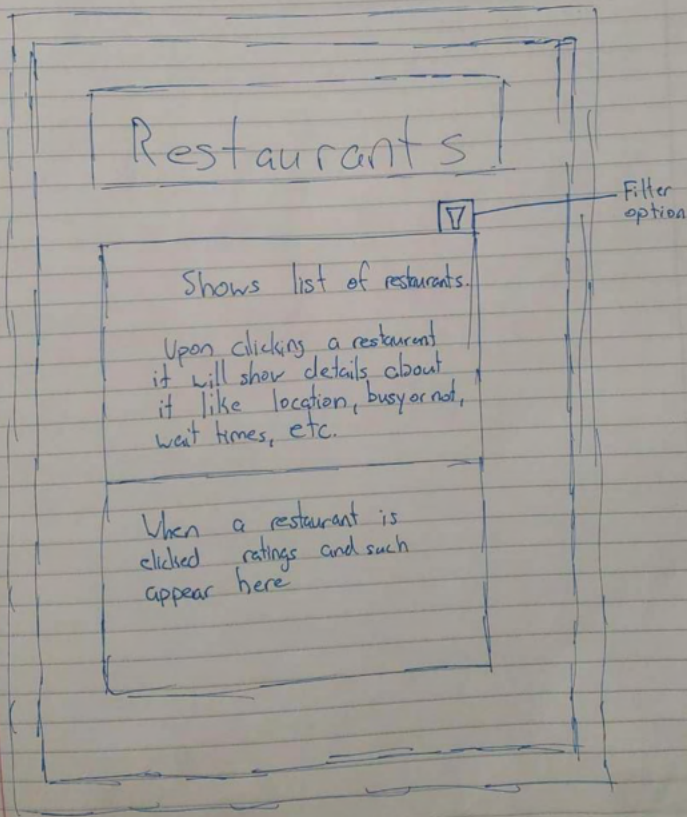 Restaurants
Filter
option
Shows list of restaurants.
Upon clicking a restaurant
it will show details about
it like location, busy or not,
wait times, etc.
When a restaurant is
clicked ratings and such
appear here